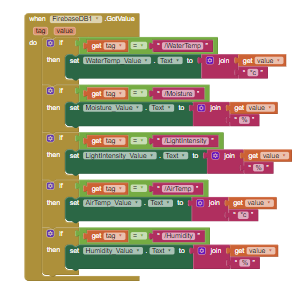 when FirebaseDB1 .GotValue
tag value
do if get tag = " /WaterTemp "
then set WaterTemp_Value . Text to join get value
" °c "
if get tag = " /Moisture "
then set Moisture_Value . Text to join get value
" % "
if get tag = " /LightIntensity "
then set LightIntensity_Value . Text to join get value
" % "
if get tag = " /AirTemp "
then set AirTemp_Value . Text to join get value
" °c "
if get tag = " /Humidity "
then set Humidity_Value . Text to join get value
" % "